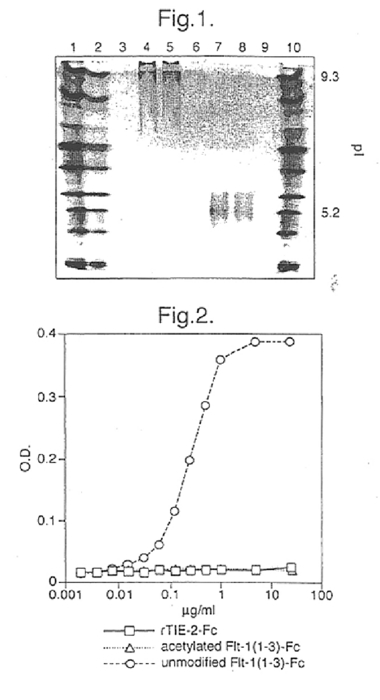 Fig.1.
1 2 3 4 5 6 7 8 9 10
9.3
pI
5.2
Fig.2.
0.4
0.3
O.D.
0.2
0.1
0
0.001 0.01 0.1 1 10 100
µg/ml
rTIE-2-Fc
acetylated Flt-1(1-3)-Fc
unmodified Flt-1(1-3)-Fc